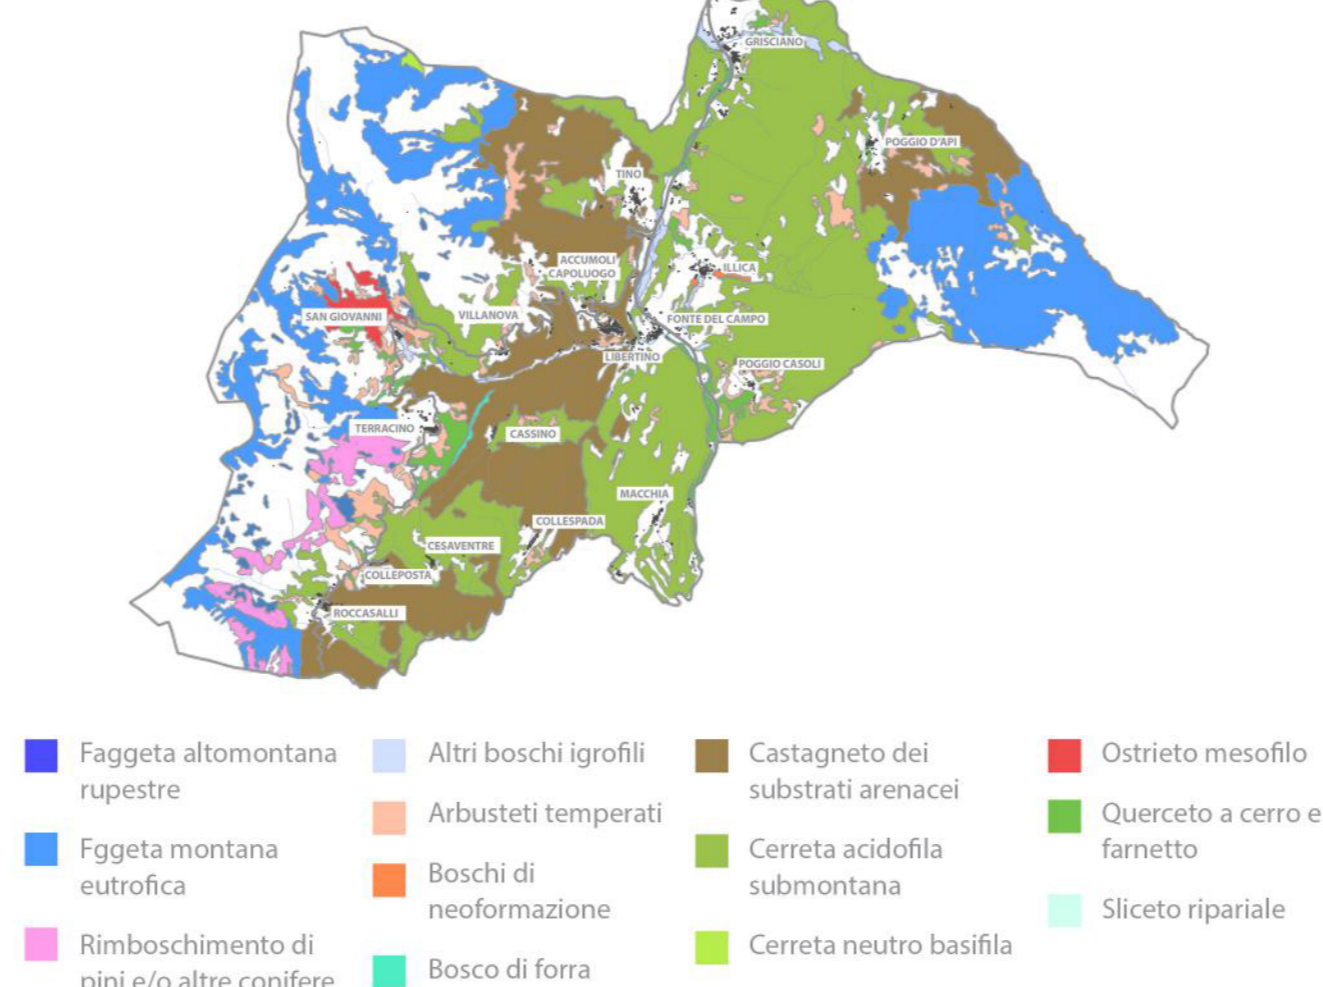 GRISCIANO
POGGIO D'API
TINO
ACCUMOLI
CAPOLUOGO
ILLICA
SAN GIOVANNI
VILLANOVA
FONTE DEL CAMPO
LIBERTINO
POGGIO CASOLI
TERRACINO
CASSINO
MACCHIA
COLLESPADA
CESAVENTRE
COLLEPOSTA
ROCCASALLI
Faggeta altomontana
rupestre
Fggeta montana
eutrofica
Rimboschimento di
pini e/o altre conifere
Altri boschi igrofili
Arbusteti temperati
Boschi di
neoformazione
Bosco di forra
Castagneto dei
substrati arenacei
Cerreta acidofila
submontana
Cerreta neutro basifila
Ostrieto mesofilo
Querceto a cerro e
farnetto
Sliceto ripariale